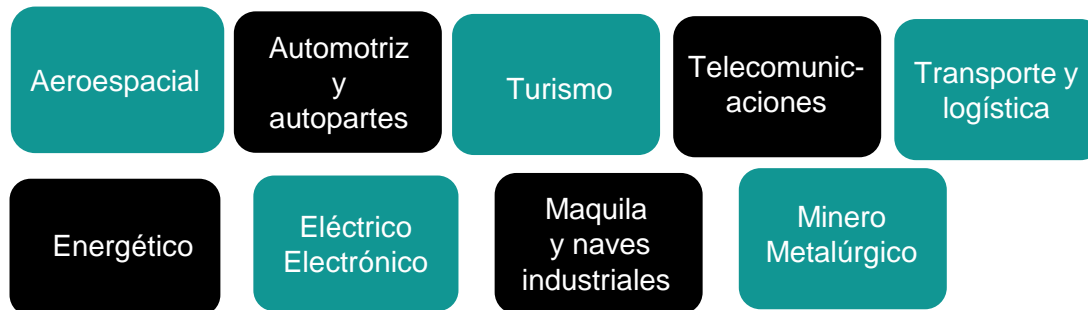 Aeroespacial
Automotriz
y
autopartes
Turismo
Telecomunic-
aciones
Transporte y
logística
Energético
Eléctrico
Electrónico
Maquila
y naves
industriales
Minero
Metalúrgico